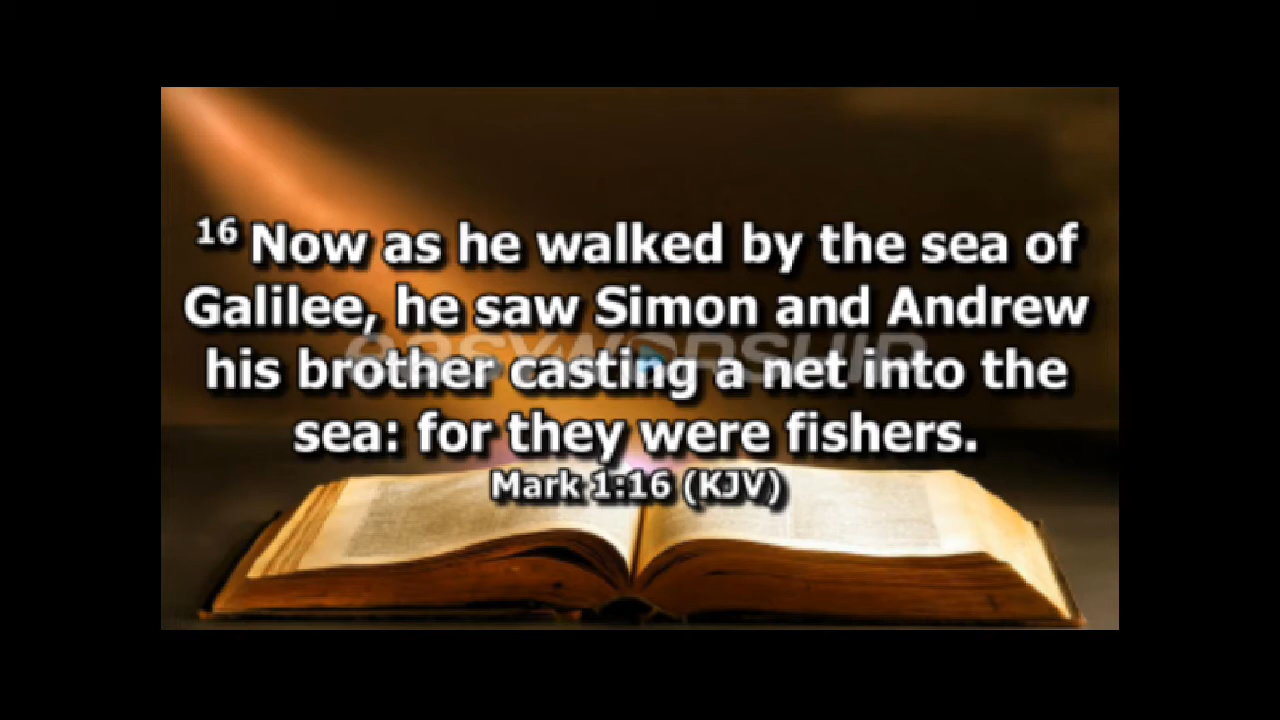 16 Now as he walked by the sea of
Galilee, he saw Simon and Andrew
his brother casting a net into the
sea: for they were fishers.
Mark 1:16 (KJV)
easyworship